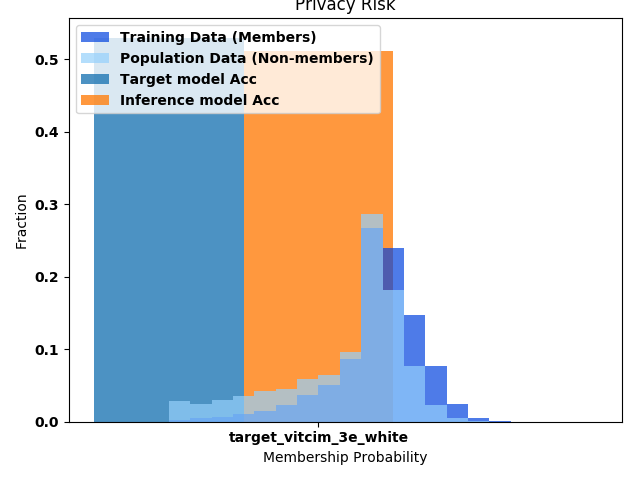 Privacy Risk
Training Data (Members)
Population Data (Non-members)
Target model Acc
Inference model Acc
0.5
0.4
0.3
0.2
0.1
0.0
Fraction
target_vitcim_3e_white
Membership Probability